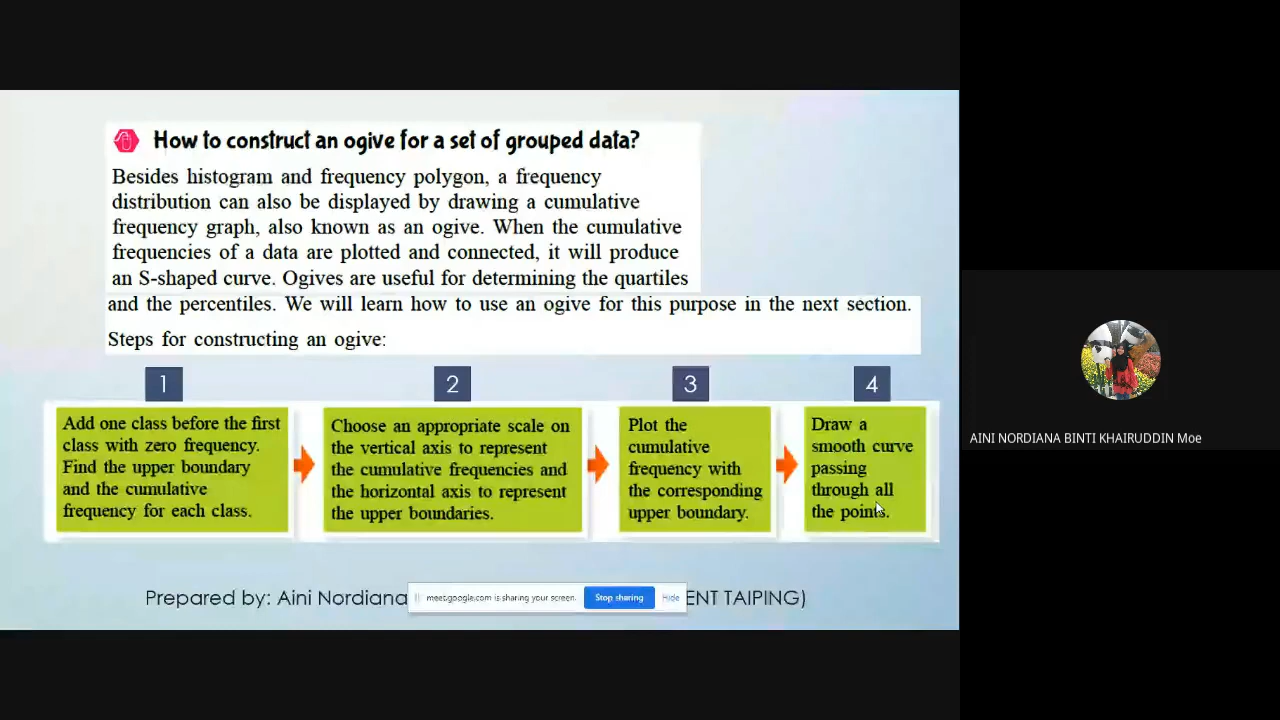 How to construct an ogive for a set of grouped data?
Besides histogram and frequency polygon, a frequency
distribution can also be displayed by drawing a cumulative
frequency graph, also known as an ogive. When the cumulative
frequencies of a data are plotted and connected, it will produce
an S-shaped curve. Ogives are useful for determining the quartiles
and the percentiles. We will learn how to use an ogive for this purpose in the next section.
Steps for constructing an ogive:
1
Add one class before the first
class with zero frequency.
Find the upper boundary
and the cumulative
frequency for each class.
2
Choose an appropriate scale on
the vertical axis to represent
the cumulative frequencies and
the horizontal axis to represent
the upper boundaries.
3
Plot the
cumulative
frequency with
the corresponding
upper boundary.
4
Draw a
smooth curve
passing
through all
the points.
Prepared by: Aini Nordiana ENT TAIPING)
meet.google.com is sharing your screen. Stop sharing Hide
AINI NORDIANA BINTI KHAIRUDDIN Moe